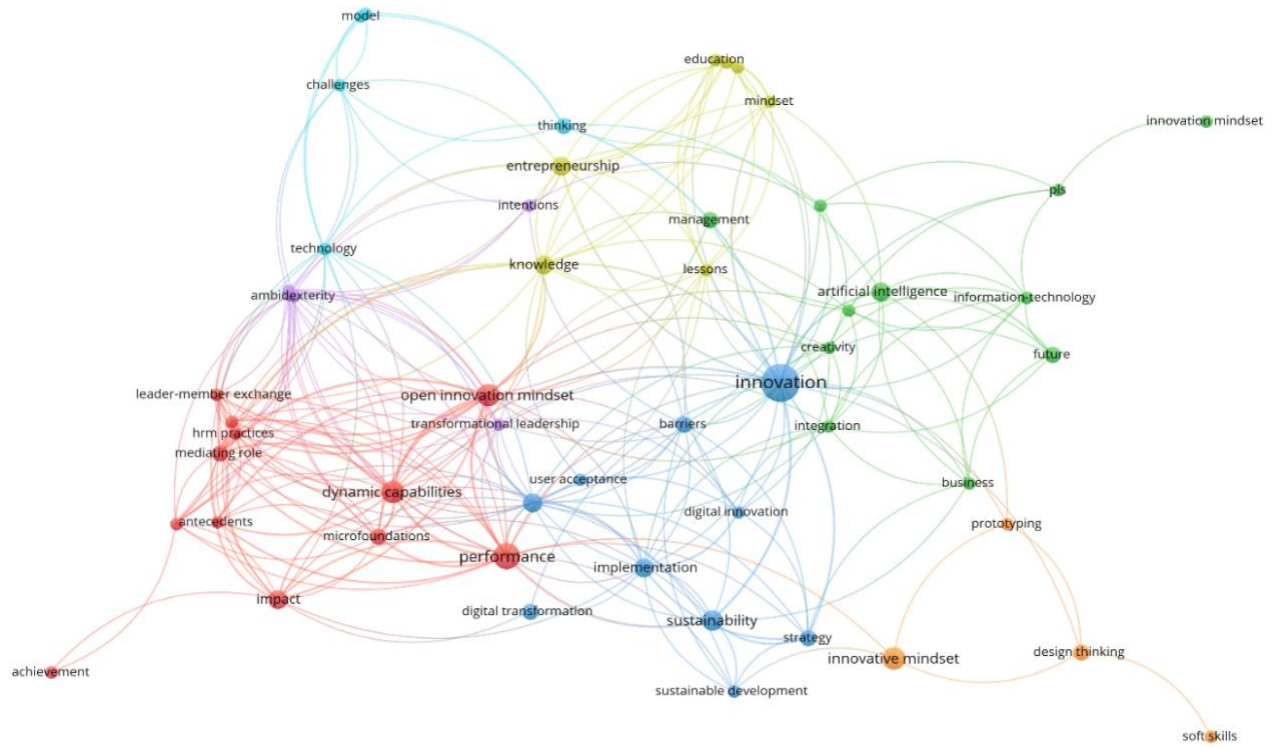 model
education
challenges
mindset
innovation mindset
thinking
entrepreneurship
pls
intentions
management
technology
knowledge
lessons
ambidexterity
artificial intelligence
information-technology
creativity
future
innovation
leader-member exchange
open innovation mindset
transformational leadership
barriers
integration
hrm practices
mediating role
user acceptance
business
dynamic capabilities
digital innovation
antecedents
prototyping
microfoundations
performance
implementation
impact
digital transformation
sustainability
strategy
design thinking
innovative mindset
achievement
sustainable development
soft skills